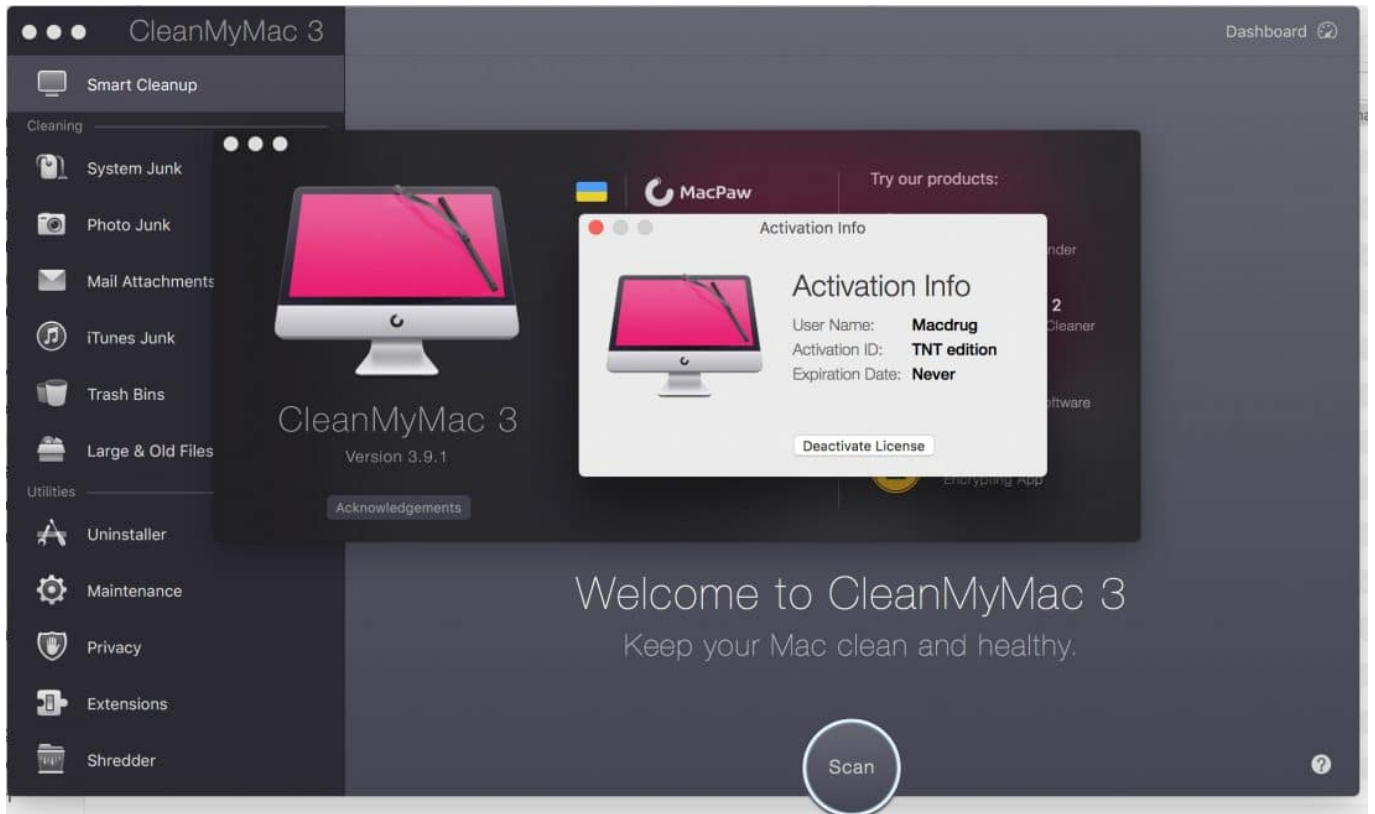 CleanMyMac 3
Dashboard
Smart Cleanup
Cleaning
System Junk
Photo Junk
Mail Attachments
iTunes Junk
Trash Bins
Large & Old Files
Utilities
Uninstaller
Maintenance
Privacy
Extensions
Shredder
CleanMyMac 3
Version 3.9.1
Acknowledgements
MacPaw
Try our products:
2
Cleaner
Encrypting App
Activation Info
Activation Info
User Name: Macdrug
Activation ID: TNT edition
Expiration Date: Never
Deactivate License
Welcome to CleanMyMac 3
Keep your Mac clean and healthy.
Scan
?